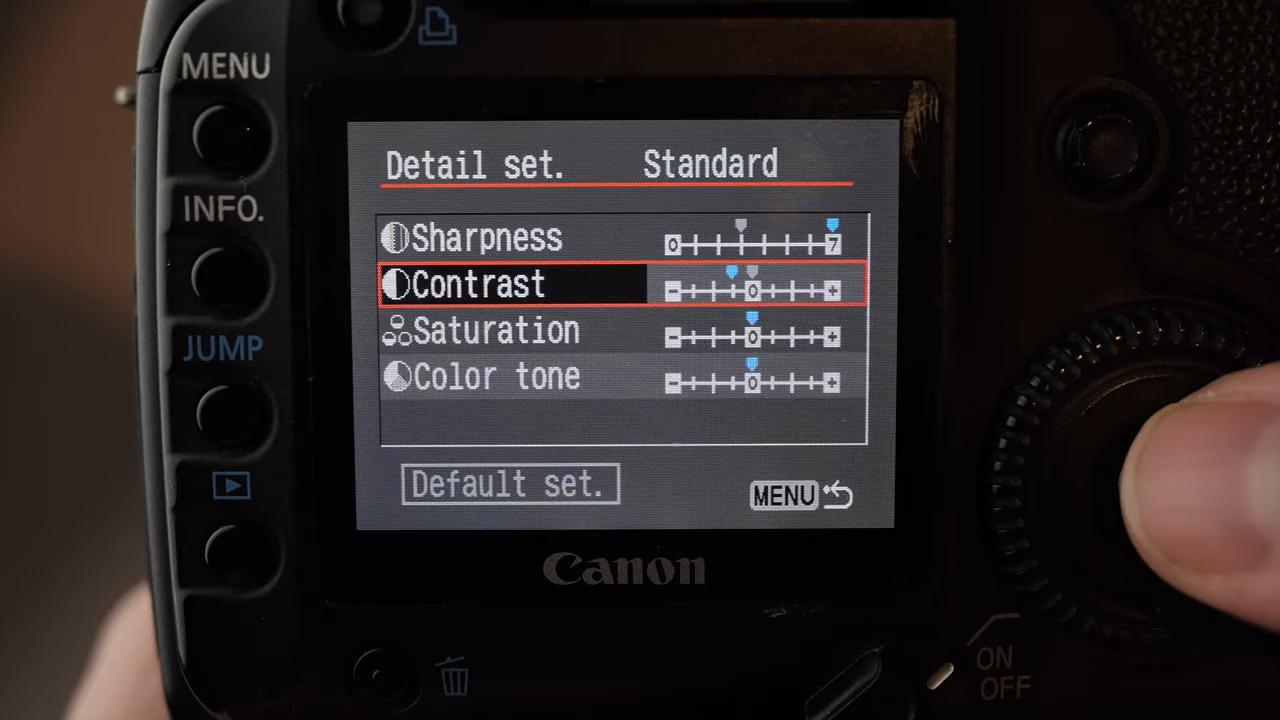 MENU
INFO.
JUMP
Detail set. Standard
Sharpness 0 7
Contrast - 0 +
Saturation - 0 +
Color tone - 0 +
Default set.
MENU
Canon
ON
OFF